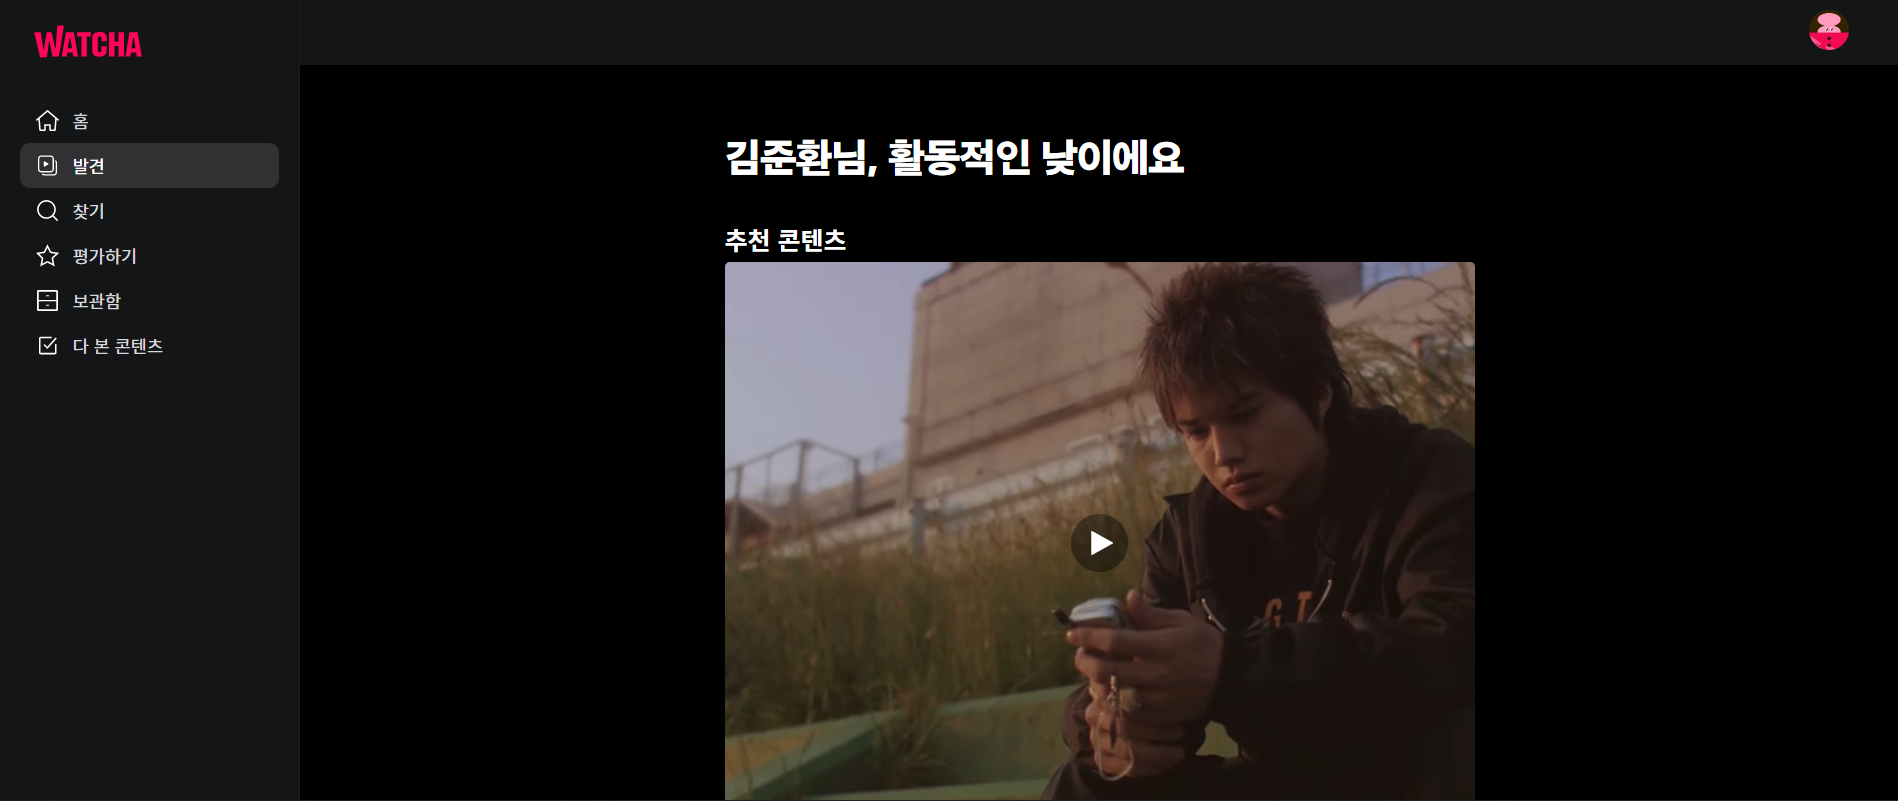 WATCHA
홈
발견
찾기
평가하기
보관함
다 본 콘텐츠
김준환님, 활동적인 낮이에요
추천 콘텐츠